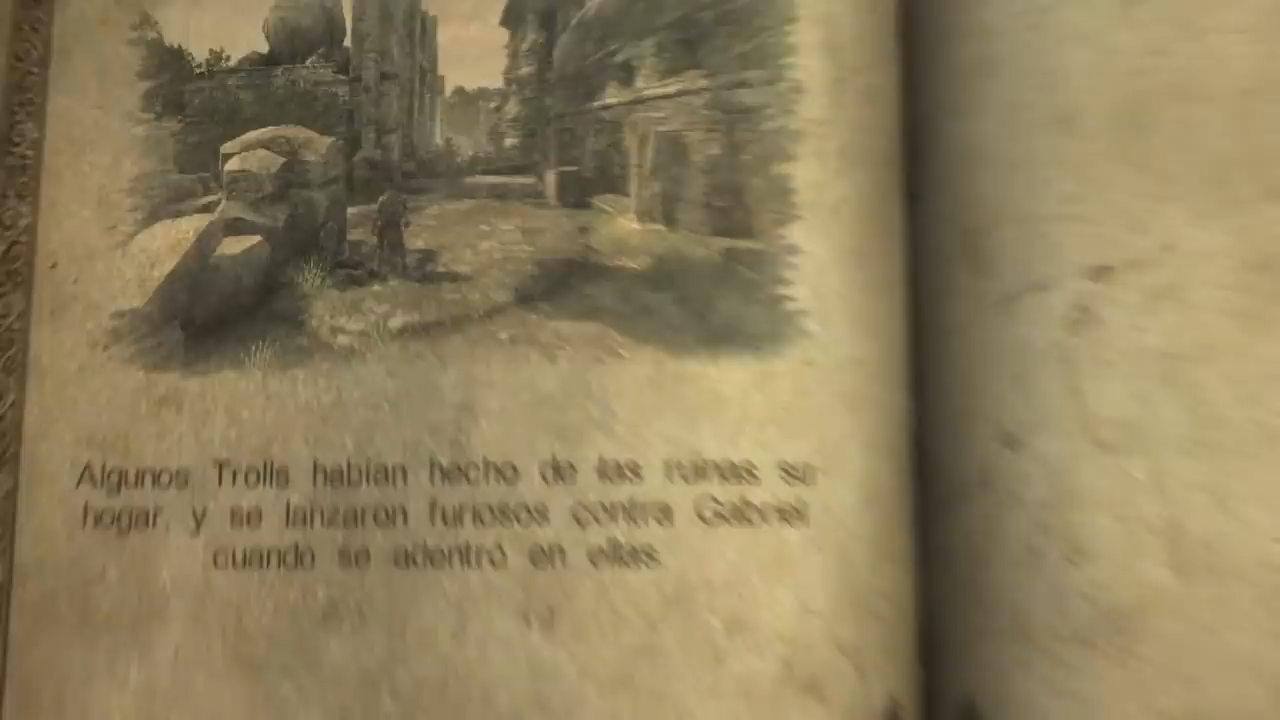 Algunos Trolls habían hecho de las ruinas su
hogar, y se lanzaron furiosos contra Gabriel
cuando se adentró en ellas.